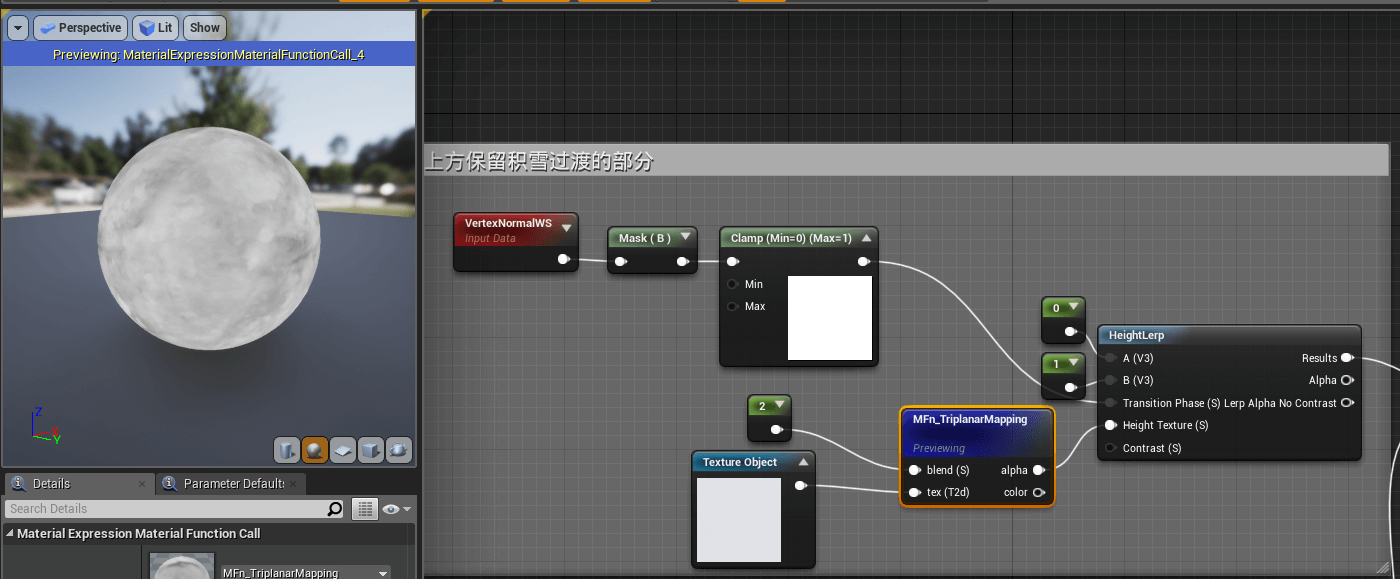 Perspective
Lit
Show
Previewing: MaterialExpressionMaterialFunctionCall_4
Z
X
Y
Details
Parameter Defaults
Search Details
Material Expression Material Function Call
MFn_TriplanarMapping
上方保留积雪过渡的部分
VertexNormalWS
Input Data
Mask ( B )
Clamp (Min=0) (Max=1)
Min
Max
0
1
HeightLerp
A (V3)
Results
B (V3)
Alpha
Transition Phase (S)
Lerp Alpha No Contrast
Height Texture (S)
Contrast (S)
2
Texture Object
MFn_TriplanarMapping
Previewing
blend (S)
alpha
tex (T2d)
color